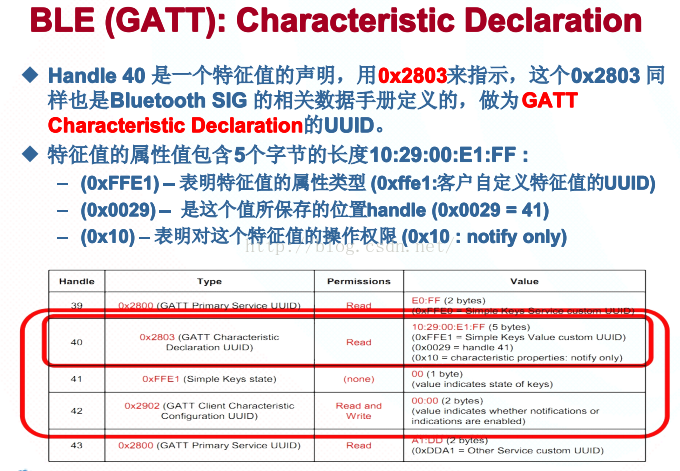 BLE (GATT): Characteristic Declaration
Handle 40 是一个特征值的声明，用0x2803来指示，这个0x2803 同
样也是Bluetooth SIG 的相关数据手册定义的，做为GATT
Characteristic Declaration的UUID。
特征值的属性值包含5个字节的长度10:29:00:E1:FF :
– (0xFFE1) – 表明特征值的属性类型 (0xffe1:客户自定义特征值的UUID)
– (0x0029) – 是这个值所保存的位置handle (0x0029 = 41)
– (0x10) – 表明对这个特征值的操作权限 (0x10 : notify only)
http://blog.csdn.net/
Handle Type Permissions Value
39 0x2800 (GATT Primary Service UUID) Read E0:FF (2 bytes)
(0xFFE0 = Simple Keys Service custom UUID)
40 0x2803 (GATT Characteristic Declaration UUID) Read 10:29:00:E1:FF (5 bytes)
(0xFFE1 = Simple Keys Value custom UUID)
(0x0029 = handle 41)
(0x10 = characteristic properties: notify only)
41 0xFFE1 (Simple Keys state) (none) 00 (1 byte)
(value indicates state of keys)
42 0x2902 (GATT Client Characteristic Configuration UUID) Read and Write 00:00 (2 bytes)
(value indicates whether notifications or
indications are enabled)
43 0x2800 (GATT Primary Service UUID) Read A1:DD (2 bytes)
(0xDDA1 = Other Service custom UUID)